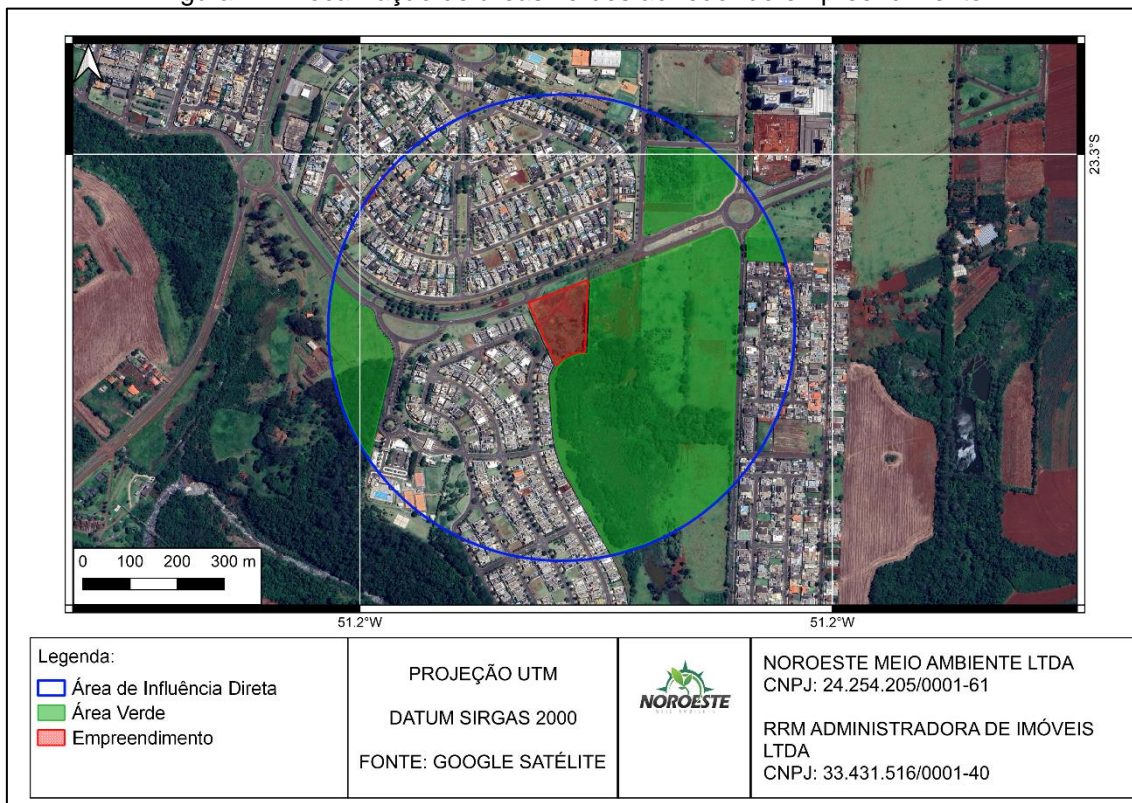 23.3°S
0 100 200 300 m
51.2°W 51.2°W
Legenda:
Área de Influência Direta
Área Verde
Empreendimento
PROJEÇÃO UTM
DATUM SIRGAS 2000
FONTE: GOOGLE SATÉLITE
NOROESTE
NOROESTE MEIO AMBIENTE LTDA
CNPJ: 24.254.205/0001-61
RRM ADMINISTRADORA DE IMÓVEIS
LTDA
CNPJ: 33.431.516/0001-40